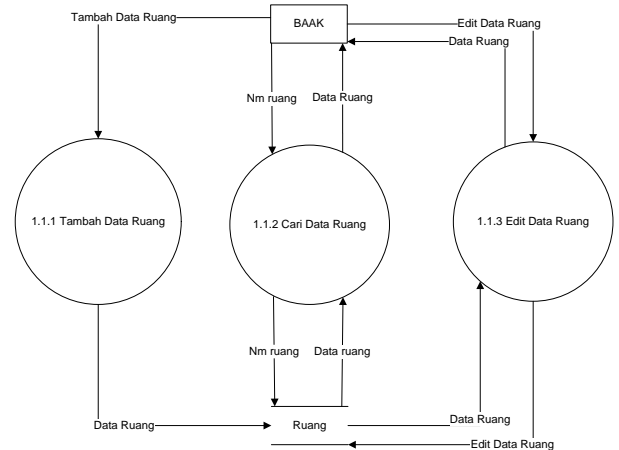 Tambah Data Ruang
BAAK
Edit Data Ruang
Data Ruang
Nm ruang
Data Ruang
1.1.1 Tambah Data Ruang
1.1.2 Cari Data Ruang
1.1.3 Edit Data Ruang
Nm ruang
Data ruang
Data Ruang
Ruang
Data Ruang
Edit Data Ruang